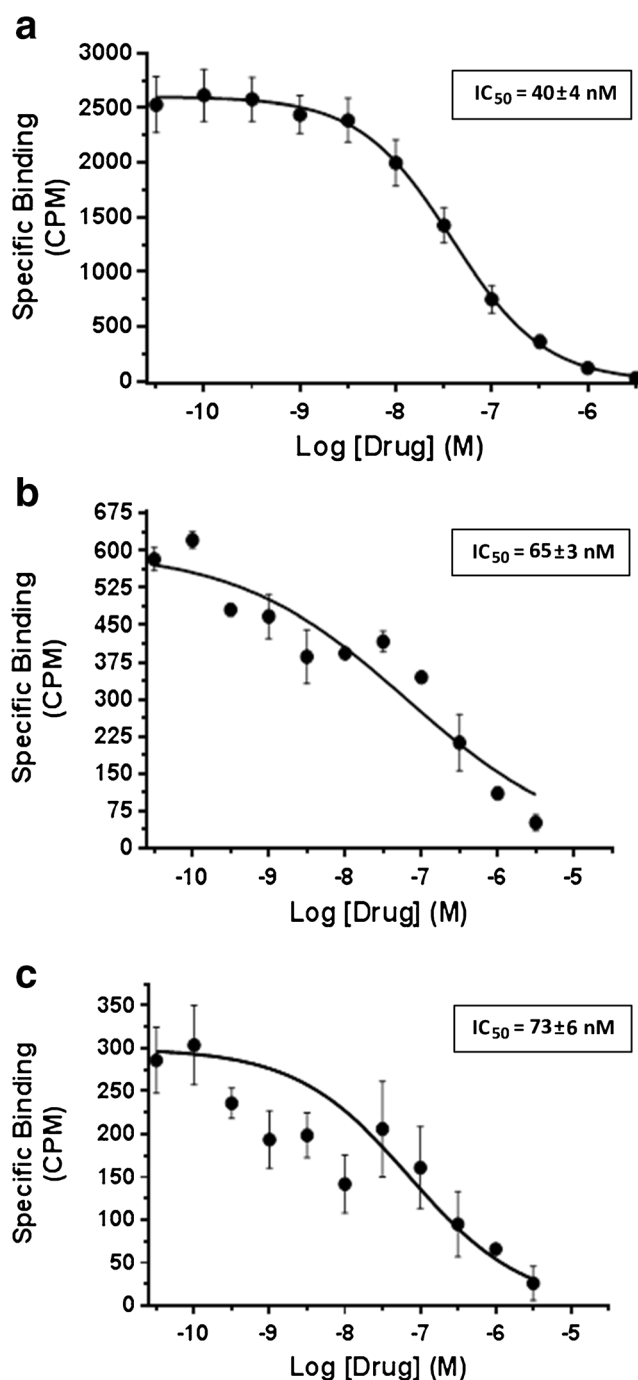 a
3000
2500
2000
1500
1000
500
0
Specific Binding
(CPM)
IC50 = 40±4 nM
-10 -9 -8 -7 -6
Log [Drug] (M)
b
675
600
525
450
375
300
225
150
75
0
Specific Binding
(CPM)
IC50 = 65±3 nM
-10 -9 -8 -7 -6 -5
Log [Drug] (M)
c
350
300
250
200
150
100
50
0
Specific Binding
(CPM)
IC50 = 73±6 nM
-10 -9 -8 -7 -6 -5
Log [Drug] (M)